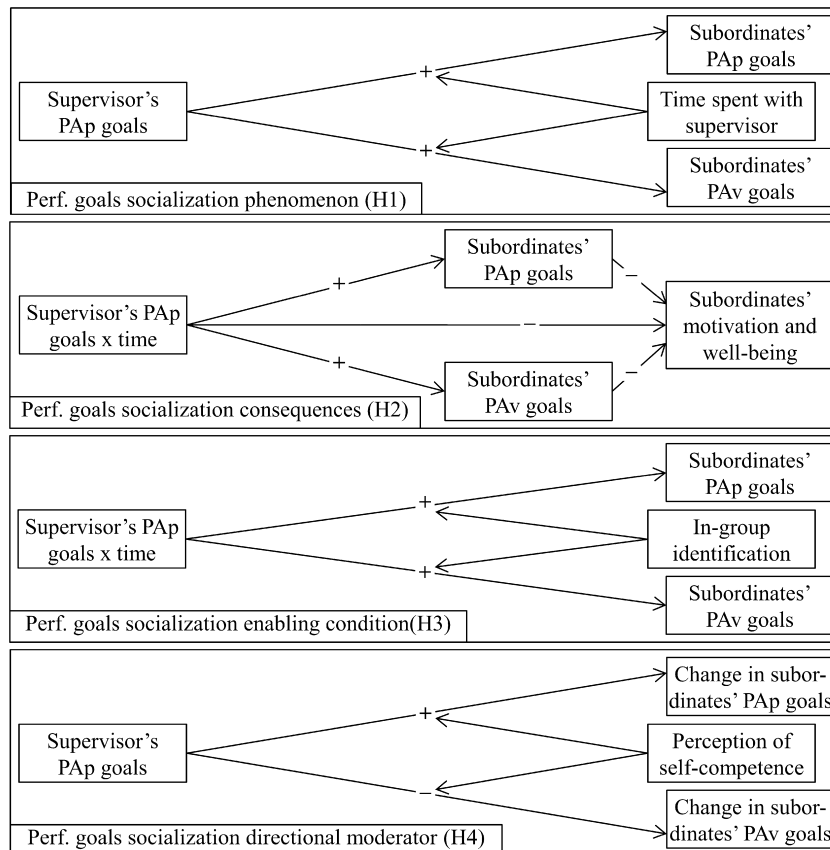 Subordinates’
PAp goals
+
Supervisor’s
PAp goals
Time spent with
supervisor
+
Subordinates’
PAv goals
Perf. goals socialization phenomenon (H1)
Subordinates’
PAp goals
+
–
Supervisor’s PAp
goals x time
–
Subordinates’
motivation and
well-being
+
–
Subordinates’
PAv goals
Perf. goals socialization consequences (H2)
Subordinates’
PAp goals
+
Supervisor’s PAp
goals x time
In-group
identification
+
Subordinates’
PAv goals
Perf. goals socialization enabling condition(H3)
Change in subor-
dinates’ PAp goals
+
Supervisor’s
PAp goals
Perception of
self-competence
–
Change in subor-
dinates’ PAv goals
Perf. goals socialization directional moderator (H4)